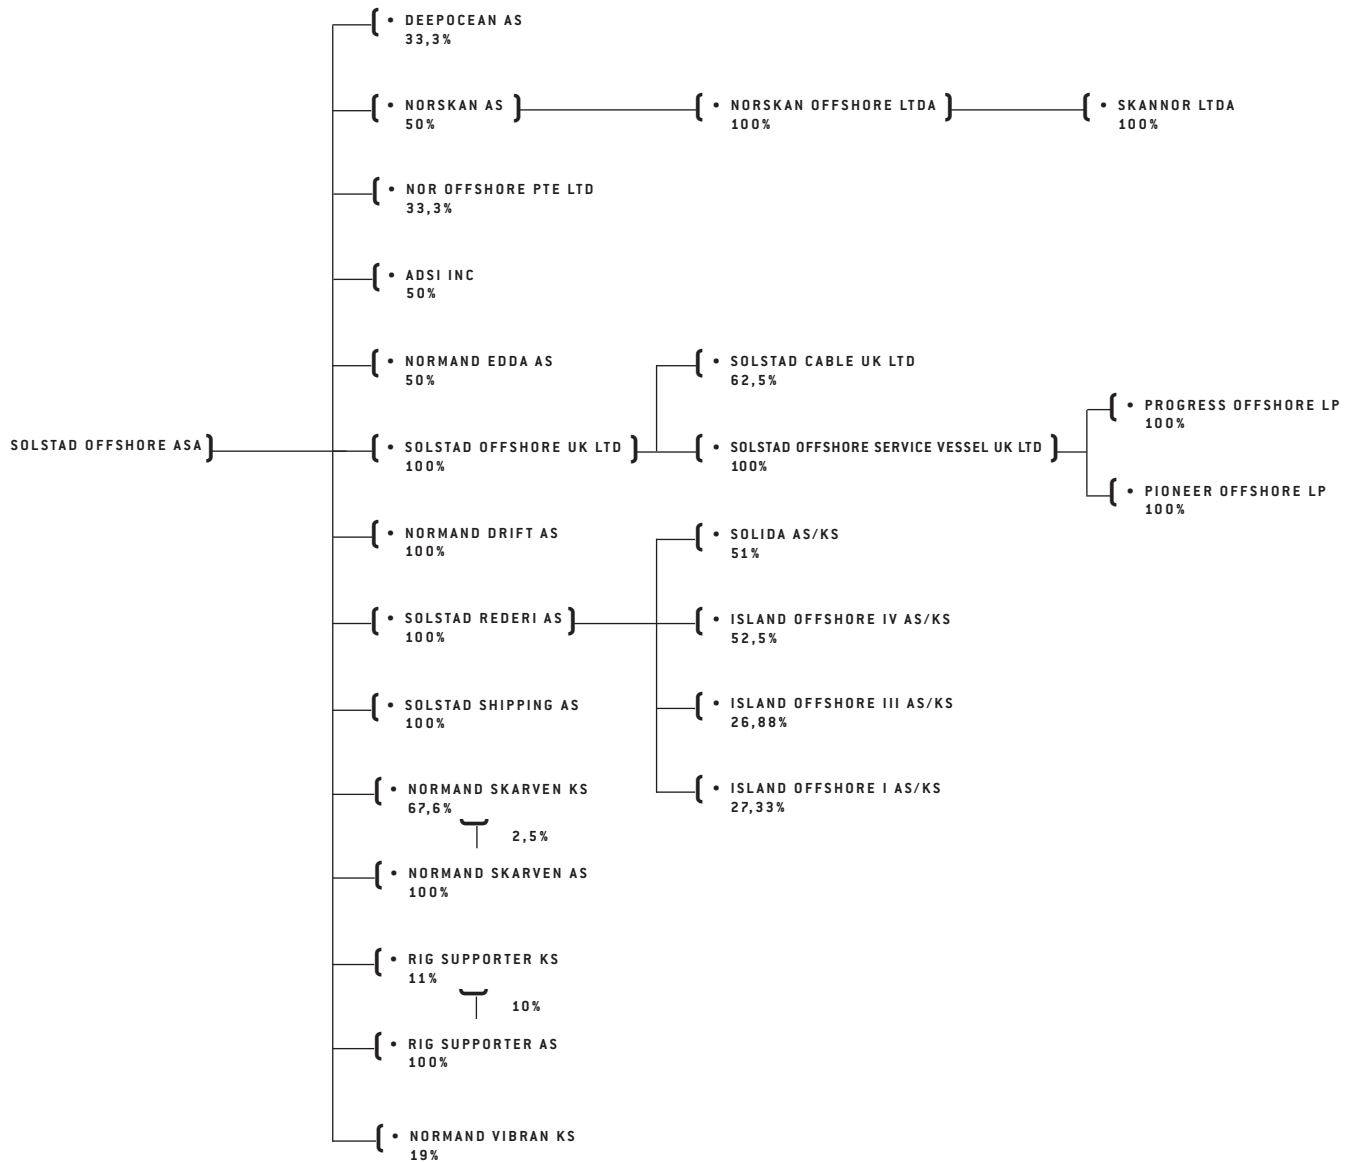 • DEEPOCEAN AS
33,3%
• NORSKAN AS
50%
• NORSKAN OFFSHORE LTDA
100%
• SKANNOR LTDA
100%
• NOR OFFSHORE PTE LTD
33,3%
• ADSI INC
50%
• NORMAND EDDA AS
50%
• SOLSTAD CABLE UK LTD
62,5%
• PROGRESS OFFSHORE LP
100%
SOLSTAD OFFSHORE ASA
• SOLSTAD OFFSHORE UK LTD
100%
• SOLSTAD OFFSHORE SERVICE VESSEL UK LTD
100%
• PIONEER OFFSHORE LP
100%
• NORMAND DRIFT AS
100%
• SOLIDA AS/KS
51%
• SOLSTAD REDERI AS
100%
• ISLAND OFFSHORE IV AS/KS
52,5%
• SOLSTAD SHIPPING AS
100%
• ISLAND OFFSHORE III AS/KS
26,88%
• NORMAND SKARVEN KS
67,6%
• ISLAND OFFSHORE I AS/KS
27,33%
2,5%
• NORMAND SKARVEN AS
100%
• RIG SUPPORTER KS
11%
10%
• RIG SUPPORTER AS
100%
• NORMAND VIBRAN KS
19%